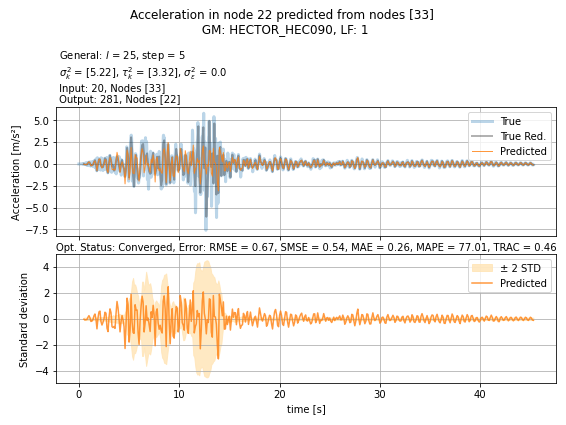 Acceleration in node 22 predicted from nodes [33]
GM: HECTOR_HEC090, LF: 1
General: l = 25, step = 5
σ²ₖ = [5.22], τ²ₖ = [3.32], σ²ε = 0.0
Input: 20, Nodes [33]
Output: 281, Nodes [22]
Acceleration [m/s²]
5.0
2.5
0.0
−2.5
−5.0
−7.5
True
True Red.
Predicted
Opt. Status: Converged, Error: RMSE = 0.67, SMSE = 0.54, MAE = 0.26, MAPE = 77.01, TRAC = 0.46
Standard deviation
4
2
0
−2
−4
± 2 STD
Predicted
0 10 20 30 40
time [s]